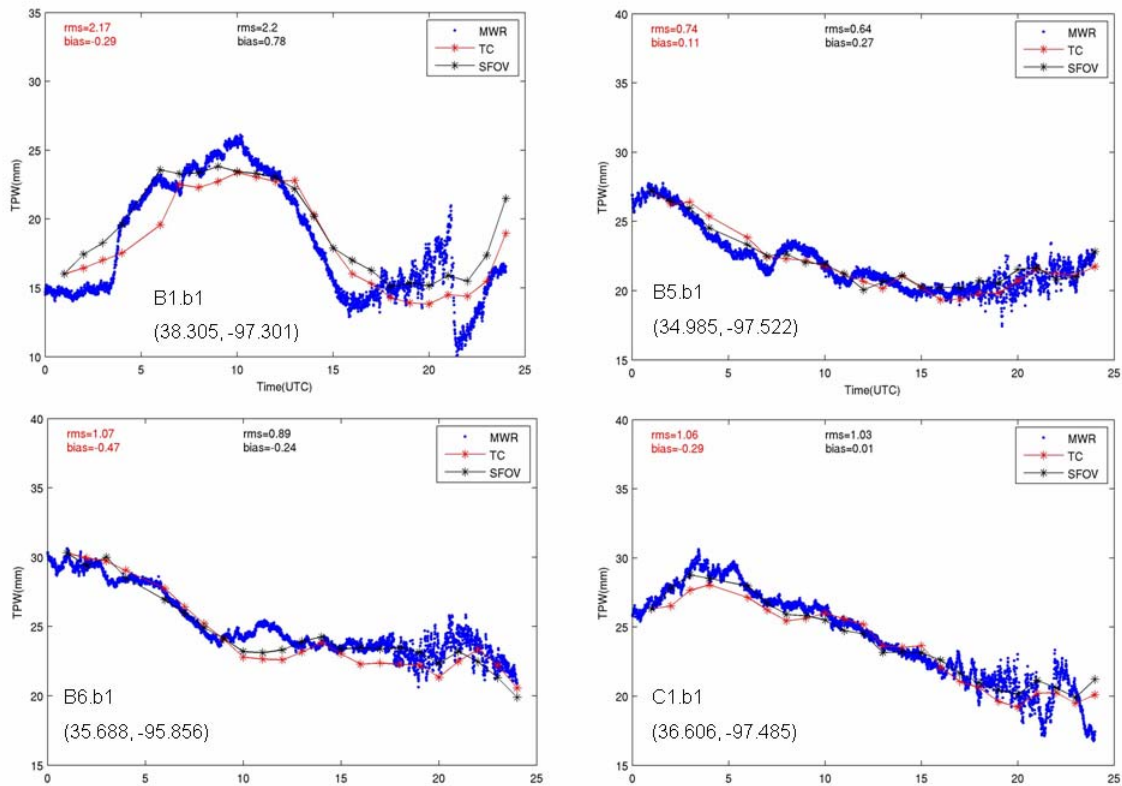 rms=2.17
bias=-0.29
rms=2.2
bias=0.78
MWR
TC
SFOV
35
30
25
20
15
10
TPW(mm)
B1.b1
(38.305, -97.301)
0 5 10 15 20 25
Time(UTC)
rms=0.74
bias=0.11
rms=0.64
bias=0.27
MWR
TC
SFOV
40
35
30
25
20
15
TPW(mm)
B5.b1
(34.985, -97.522)
0 5 10 15 20 25
Time(UTC)
rms=1.07
bias=-0.47
rms=0.89
bias=-0.24
MWR
TC
SFOV
40
35
30
25
20
15
TPW(mm)
B6.b1
(35.688, -95.856)
0 5 10 15 20 25
rms=1.06
bias=-0.29
rms=1.03
bias=0.01
MWR
TC
SFOV
40
35
30
25
20
15
TPW(mm)
C1.b1
(36.606, -97.485)
0 5 10 15 20 25